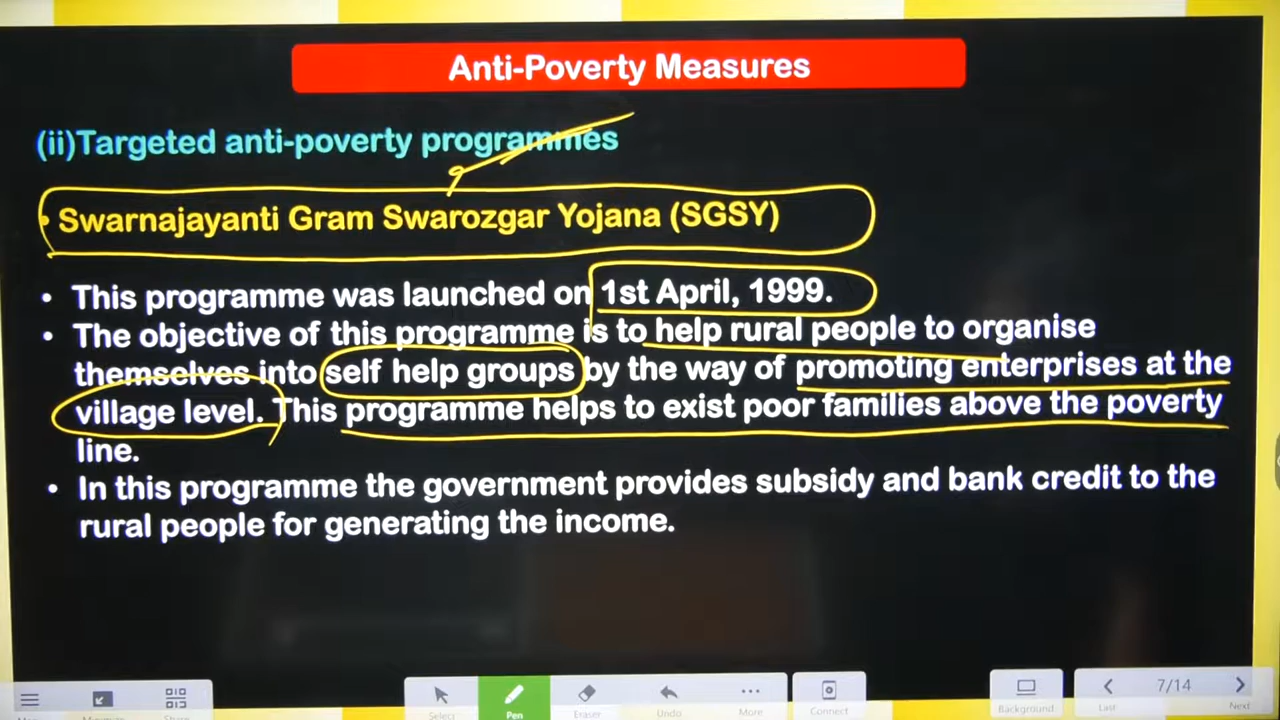 Anti-Poverty Measures
(ii)Targeted anti-poverty programmes
• Swarnajayanti Gram Swarozgar Yojana (SGSY)
• This programme was launched on 1st April, 1999.
• The objective of this programme is to help rural people to organise
themselves into self help groups by the way of promoting enterprises at the
village level. This programme helps to exist poor families above the poverty
line.
• In this programme the government provides subsidy and bank credit to the
rural people for generating the income.
Select Pen Eraser Undo More Connect Background Last 7/14 Next